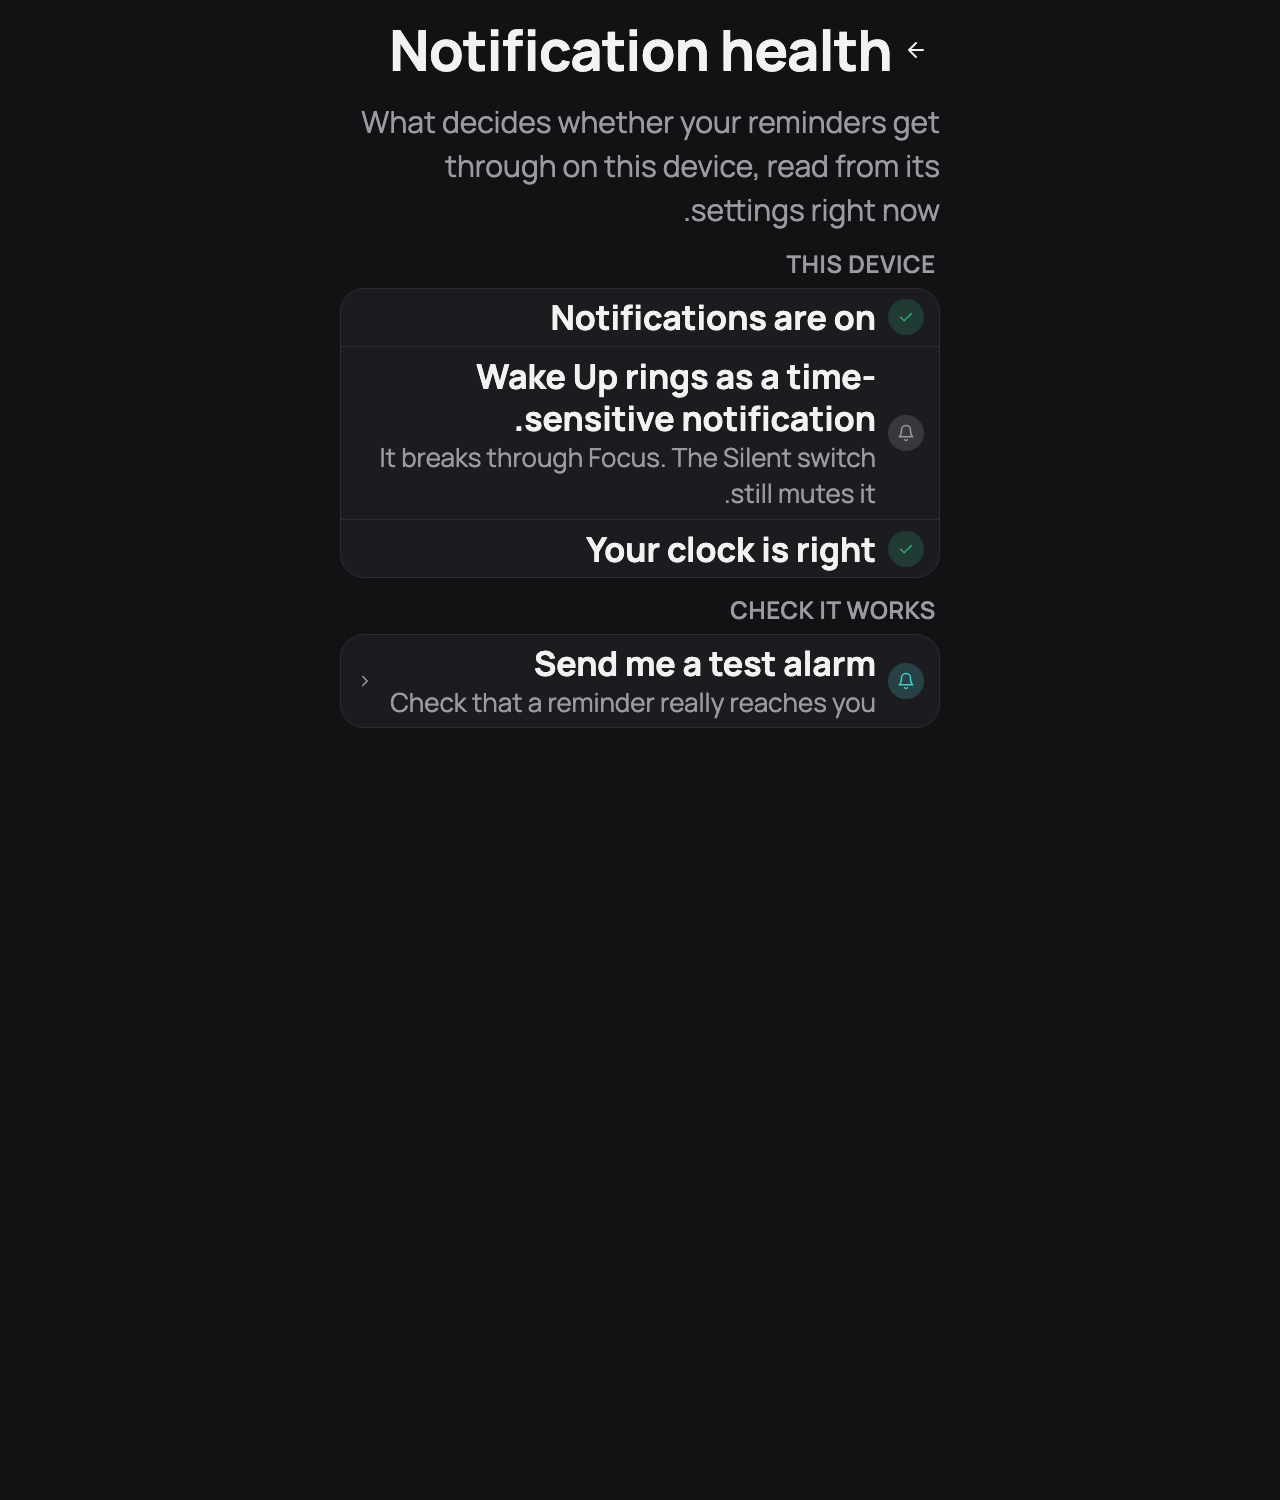 Notification health
What decides whether your reminders get
through on this device, read from its
.settings right now
THIS DEVICE
Notifications are on
Wake Up rings as a time-
.sensitive notification
It breaks through Focus. The Silent switch
.still mutes it
Your clock is right
CHECK IT WORKS
Send me a test alarm
Check that a reminder really reaches you